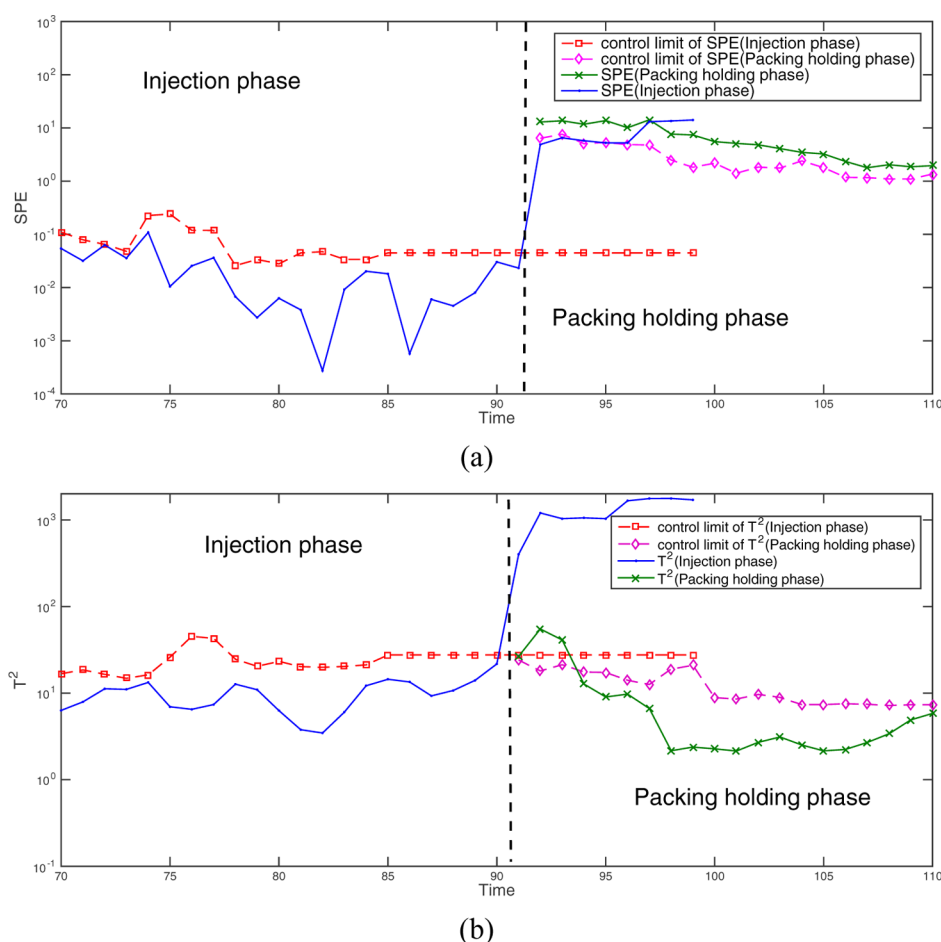 10^3
10^2
10^1
10^0
10^-1
10^-2
10^-3
10^-4
SPE
Injection phase
control limit of SPE(Injection phase)
control limit of SPE(Packing holding phase)
SPE(Packing holding phase)
SPE(Injection phase)
Packing holding phase
70 75 80 85 90 95 100 105 110
Time
(a)
10^3
10^2
10^1
10^0
10^-1
T^2
Injection phase
control limit of T^2(Injection phase)
control limit of T^2(Packing holding phase)
T^2(Injection phase)
T^2(Packing holding phase)
Packing holding phase
70 75 80 85 90 95 100 105 110
Time
(b)